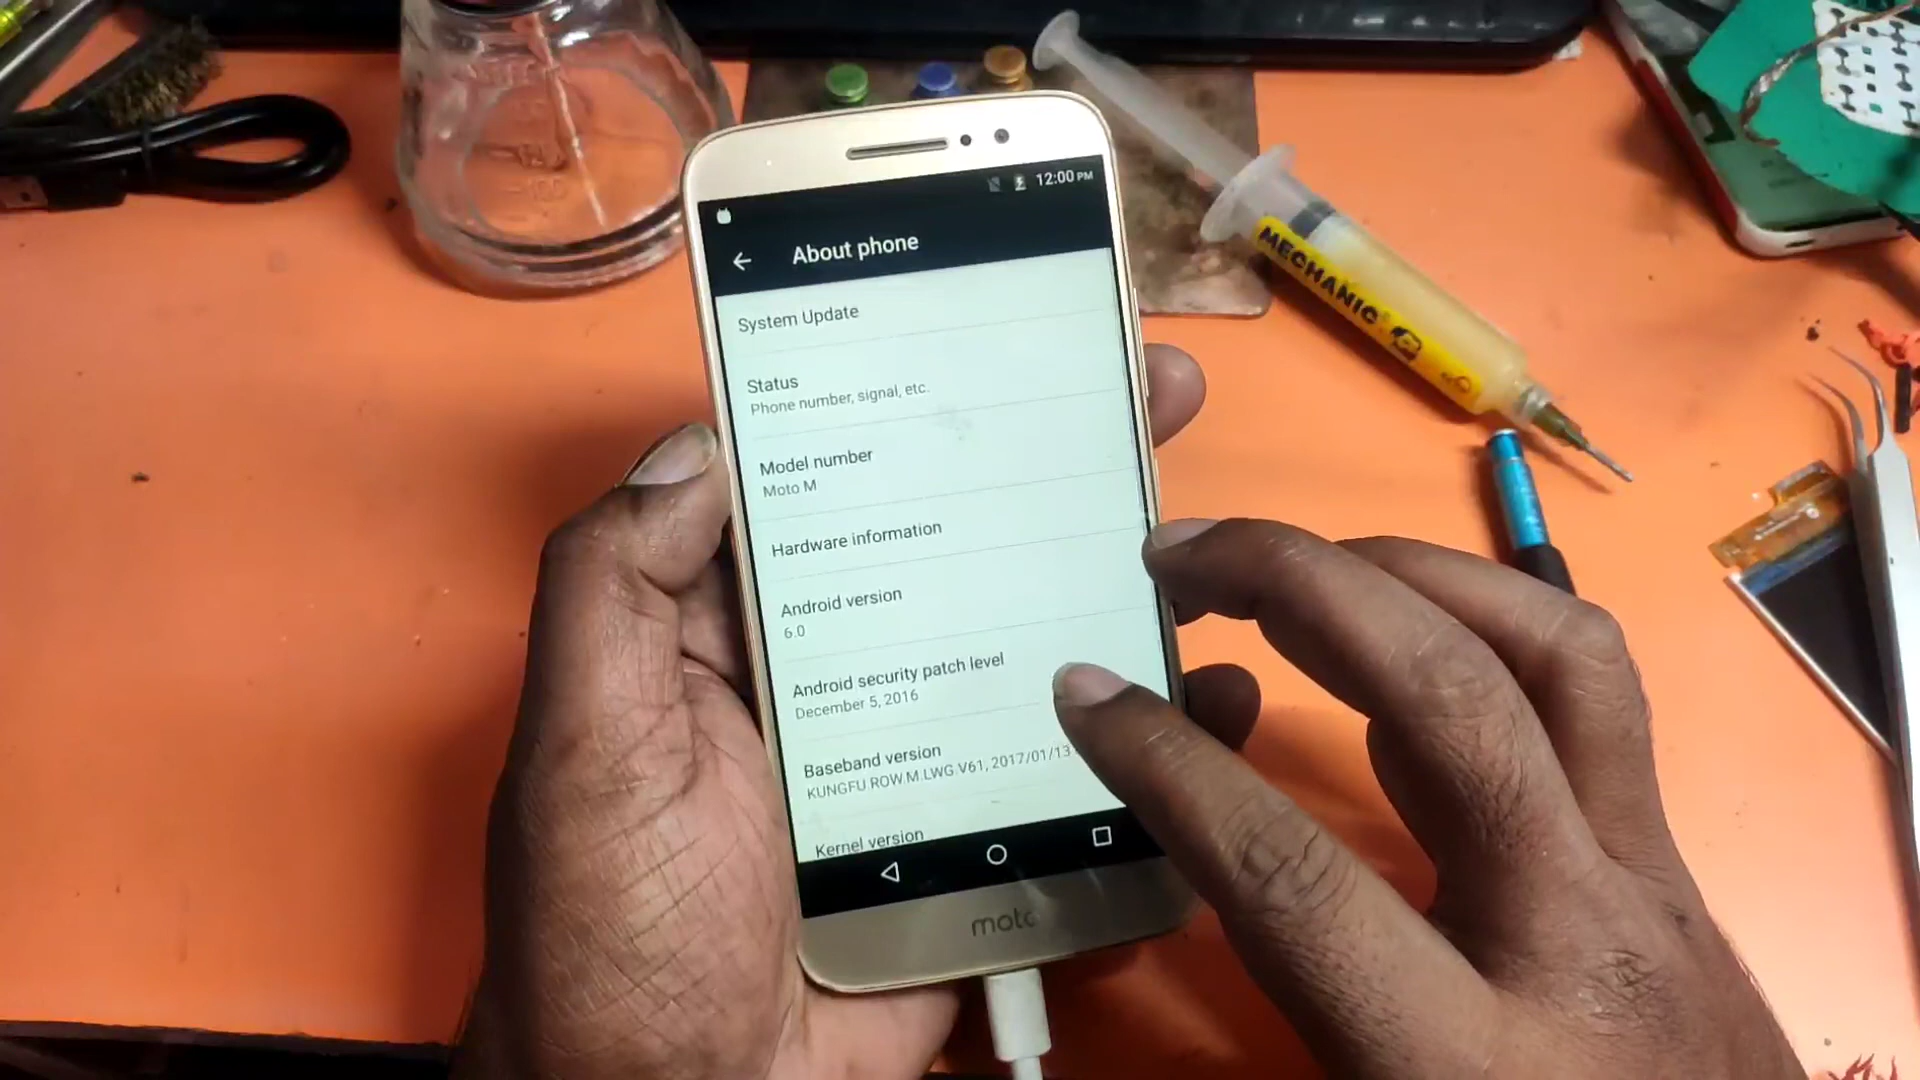 12:00 PM
About phone
System Update
Status
Phone number, signal, etc.
Model number
Moto M
Hardware information
Android version
6.0
Android security patch level
December 5, 2016
Baseband version
KUNGFU ROW M.LWG V61, 2017/01/13
Kernel version
moto
MECHANIC
100